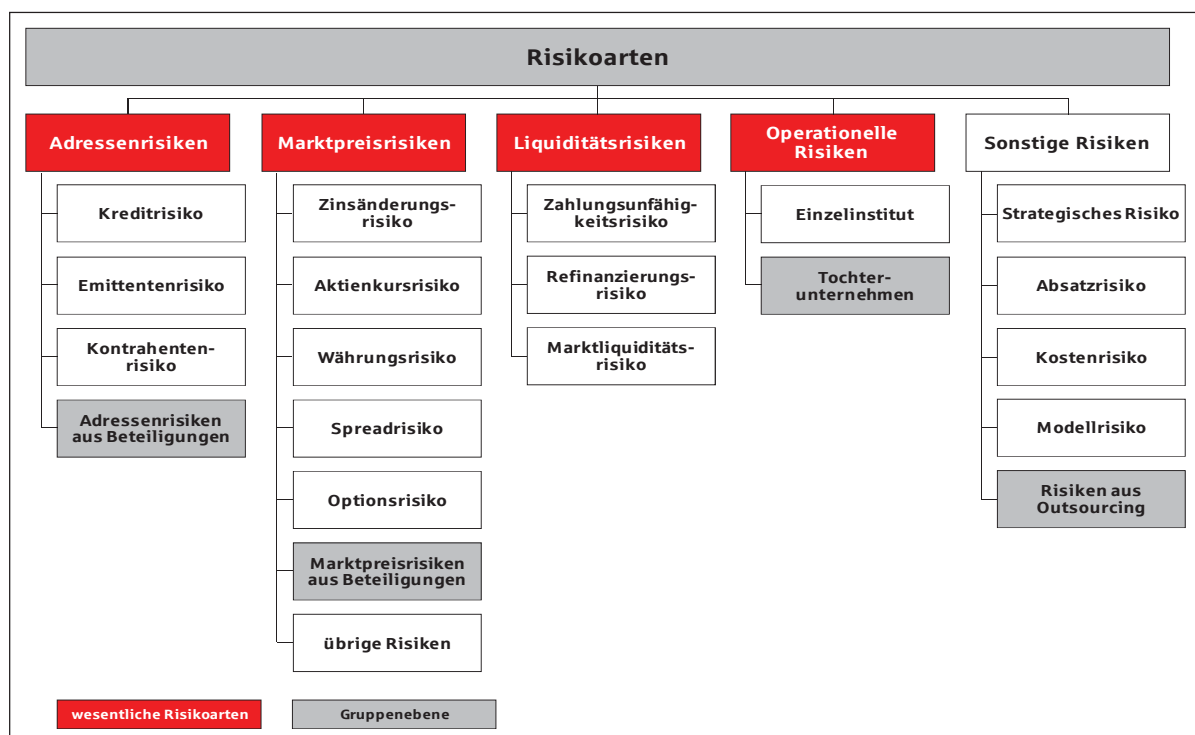 Risikoarten
Adressenrisiken
Marktpreisrisiken
Liquiditätsrisiken
Operationelle
Risiken
Sonstige Risiken
Kreditrisiko
Emittentenrisiko
Kontrahenten-
risiko
Adressenrisiken
aus Beteiligungen
Zinsänderungs-
risiko
Aktienkursrisiko
Währungsrisiko
Spreadrisiko
Optionsrisiko
Marktpreisrisiken
aus Beteiligungen
übrige Risiken
Zahlungsunfähig-
keitsrisiko
Refinanzierungs-
risiko
Marktliquiditäts-
risiko
Einzelinstitut
Tochter-
unternehmen
Strategisches Risiko
Absatzrisiko
Kostenrisiko
Modellrisiko
Risiken aus
Outsourcing
wesentliche Risikoarten
Gruppenebene